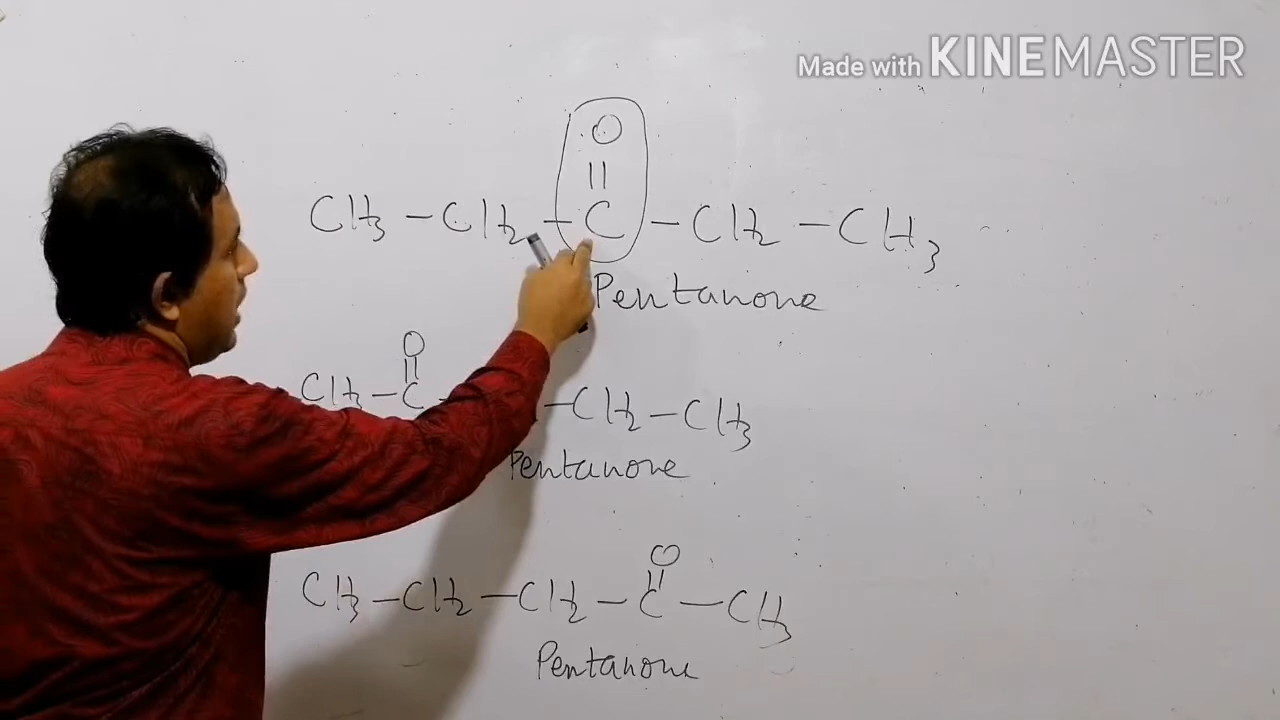 Made with KINEMASTER
O
||
CH3 - CH2 - C - CH2 - CH3
Pentanone
O
||
CH3 - C - CH2 - CH3
Pentanone
O
||
CH3 - CH2 - CH2 - C - CH3
Pentanone